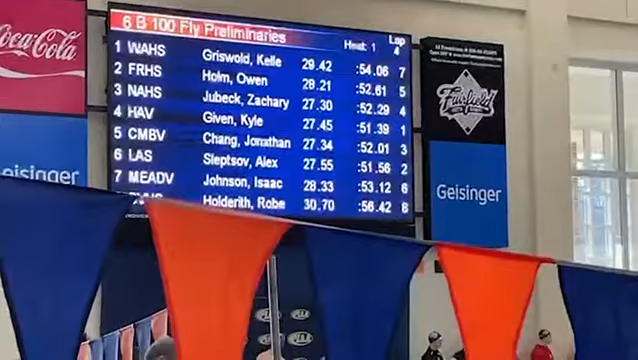 Coca-Cola
Geisinger
6 B 100 Fly Preliminaries
Heat: 1
Lap 4
1 WAHS Griswold, Kelle 29.42 :54.06 7
2 FRHS Holm, Owen 28.21 :52.61 5
3 NAHS Jubeck, Zachary 27.30 :52.29 4
4 HAV Given, Kyle 27.45 :51.39 1
5 CMBV Chang, Jonathan 27.34 :52.01 3
6 LAS Sleptsov, Alex 27.55 :51.56 2
7 MEADV Johnson, Isaac 28.33 :53.12 6
Holderith, Robe 30.70 :56.42 8
Fairfield
Geisinger
PIAA
PIAA
PIAA
PIAA